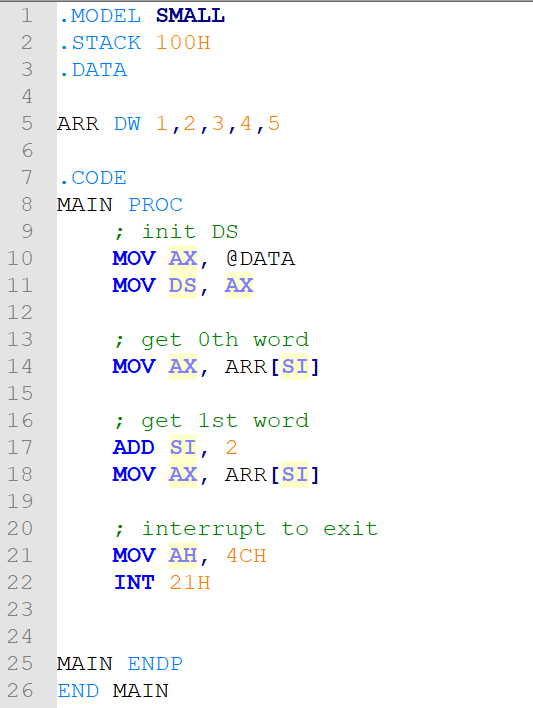 1 .MODEL SMALL
2 .STACK 100H
3 .DATA
4
5 ARR DW 1,2,3,4,5
6
7 .CODE
8 MAIN PROC
9     ; init DS
10     MOV AX, @DATA
11     MOV DS, AX
12
13     ; get 0th word
14     MOV AX, ARR[SI]
15
16     ; get 1st word
17     ADD SI, 2
18     MOV AX, ARR[SI]
19
20     ; interrupt to exit
21     MOV AH, 4CH
22     INT 21H
23
24
25 MAIN ENDP
26 END MAIN